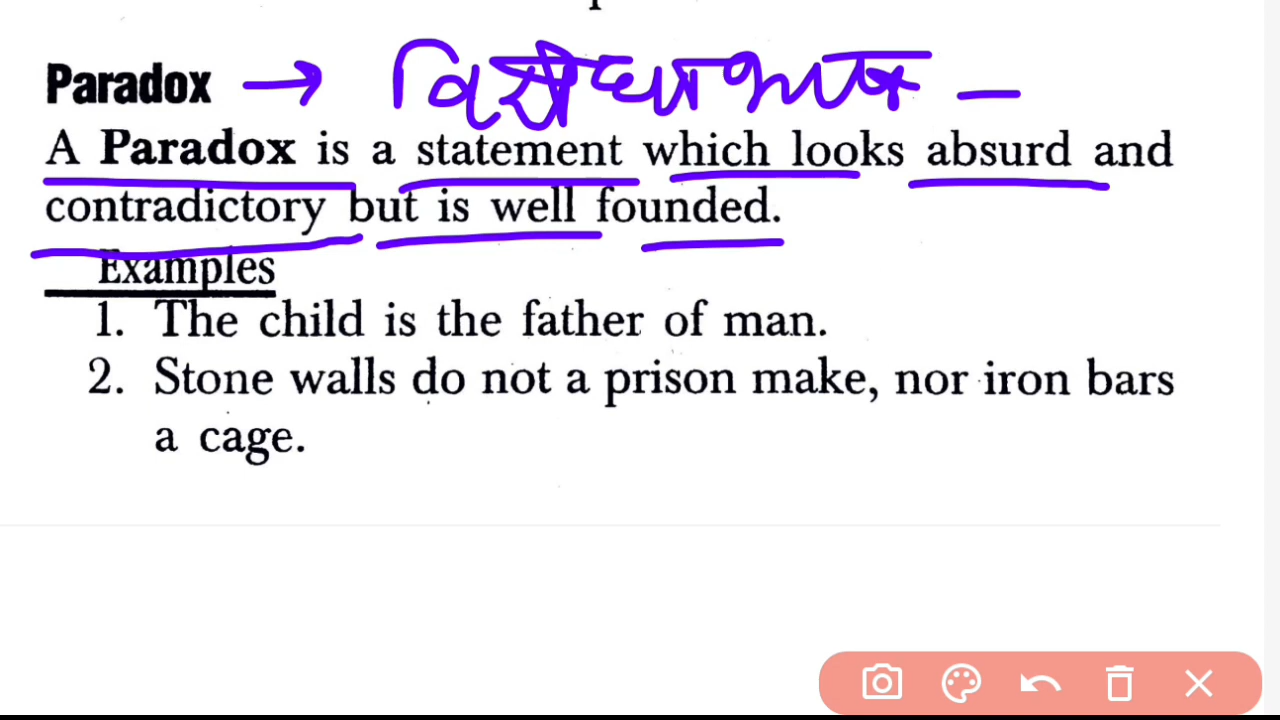 Paradox →
A Paradox is a statement which looks absurd and
contradictory but is well founded.
Examples
1. The child is the father of man.
2. Stone walls do not a prison make, nor iron bars
a cage.